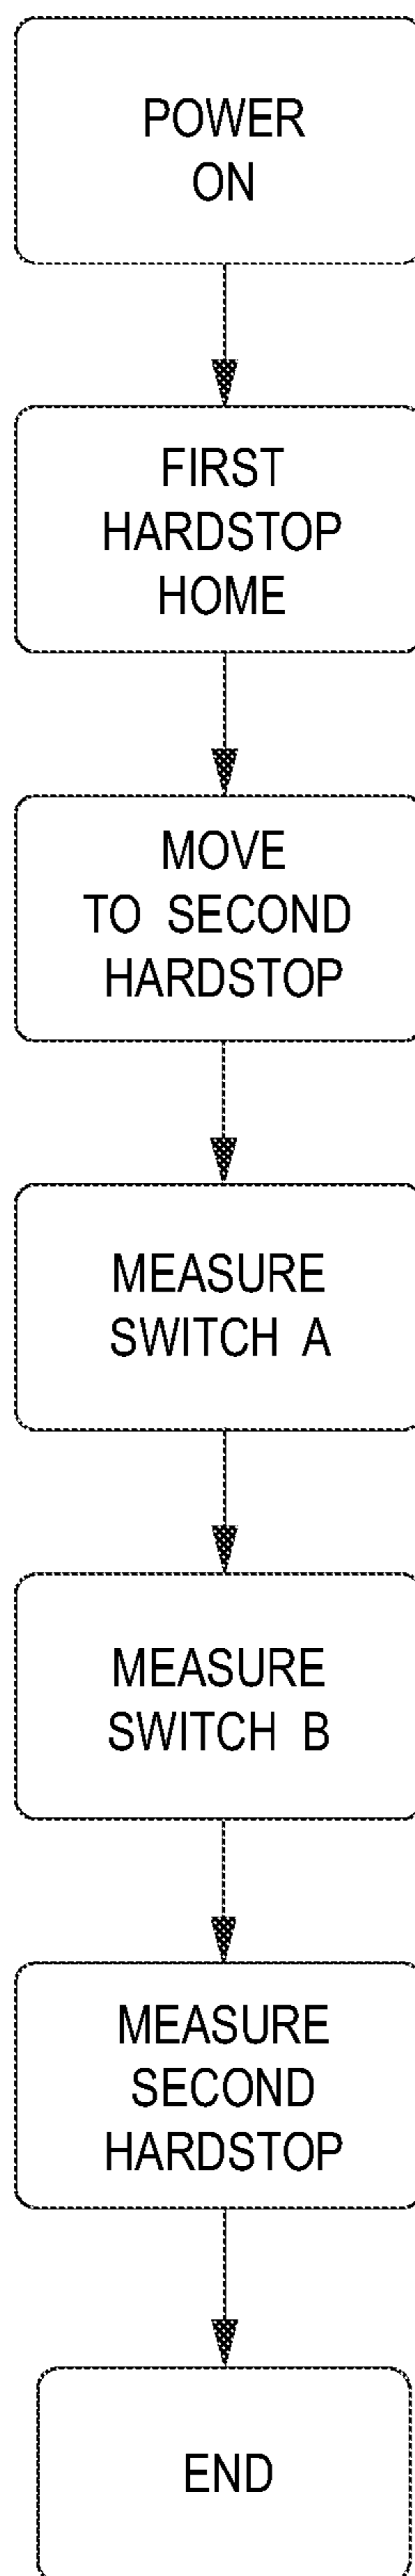 POWER
ON
FIRST
HARDSTOP
HOME
MOVE
TO SECOND
HARDSTOP
MEASURE
SWITCH A
MEASURE
SWITCH B
MEASURE
SECOND
HARDSTOP
END